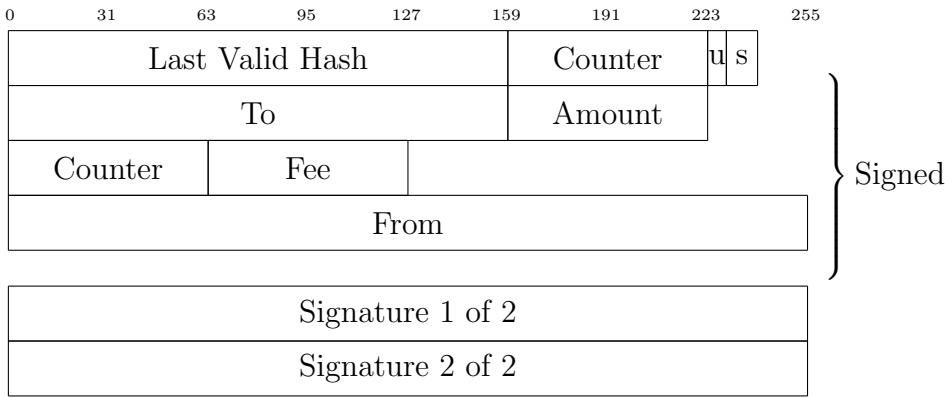 0 31 63 95 127 159 191 223 255
Last Valid Hash Counter u s
To Amount
Counter Fee
Signed
From
Signature 1 of 2
Signature 2 of 2